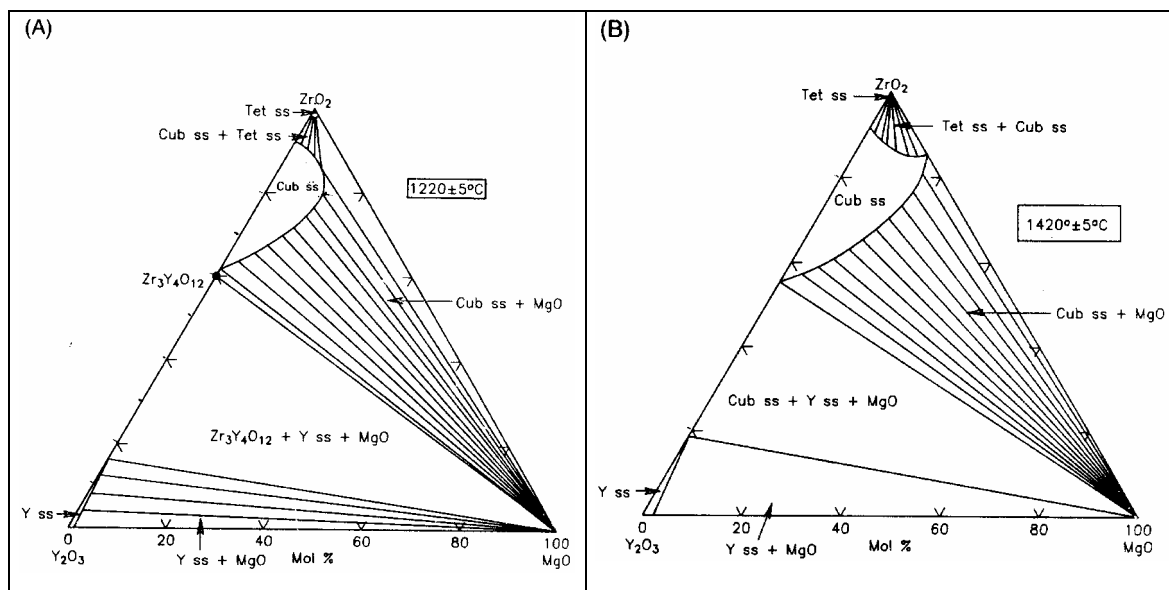 (A)
ZrO2
Tet ss
Cub ss + Tet ss
Cub ss
1220±5°C
Zr3Y4O12
Cub ss + MgO
Zr3Y4O12 + Y ss + MgO
Y ss
0 20 40 60 80 100
Y2O3 Y ss + MgO Mol % MgO
(B)
ZrO2
Tet ss
Tet ss + Cub ss
Cub ss
1420°±5°C
Cub ss + MgO
Cub ss + Y ss + MgO
Y ss
0 20 40 60 80 100
Y2O3 Y ss + MgO Mol % MgO